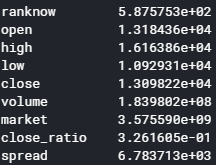 ranknow 5.875753e+02
open 1.318436e+04
high 1.616386e+04
low 1.092931e+04
close 1.309822e+04
volume 1.839802e+08
market 3.575590e+09
close_ratio 3.261605e-01
spread 6.783713e+03